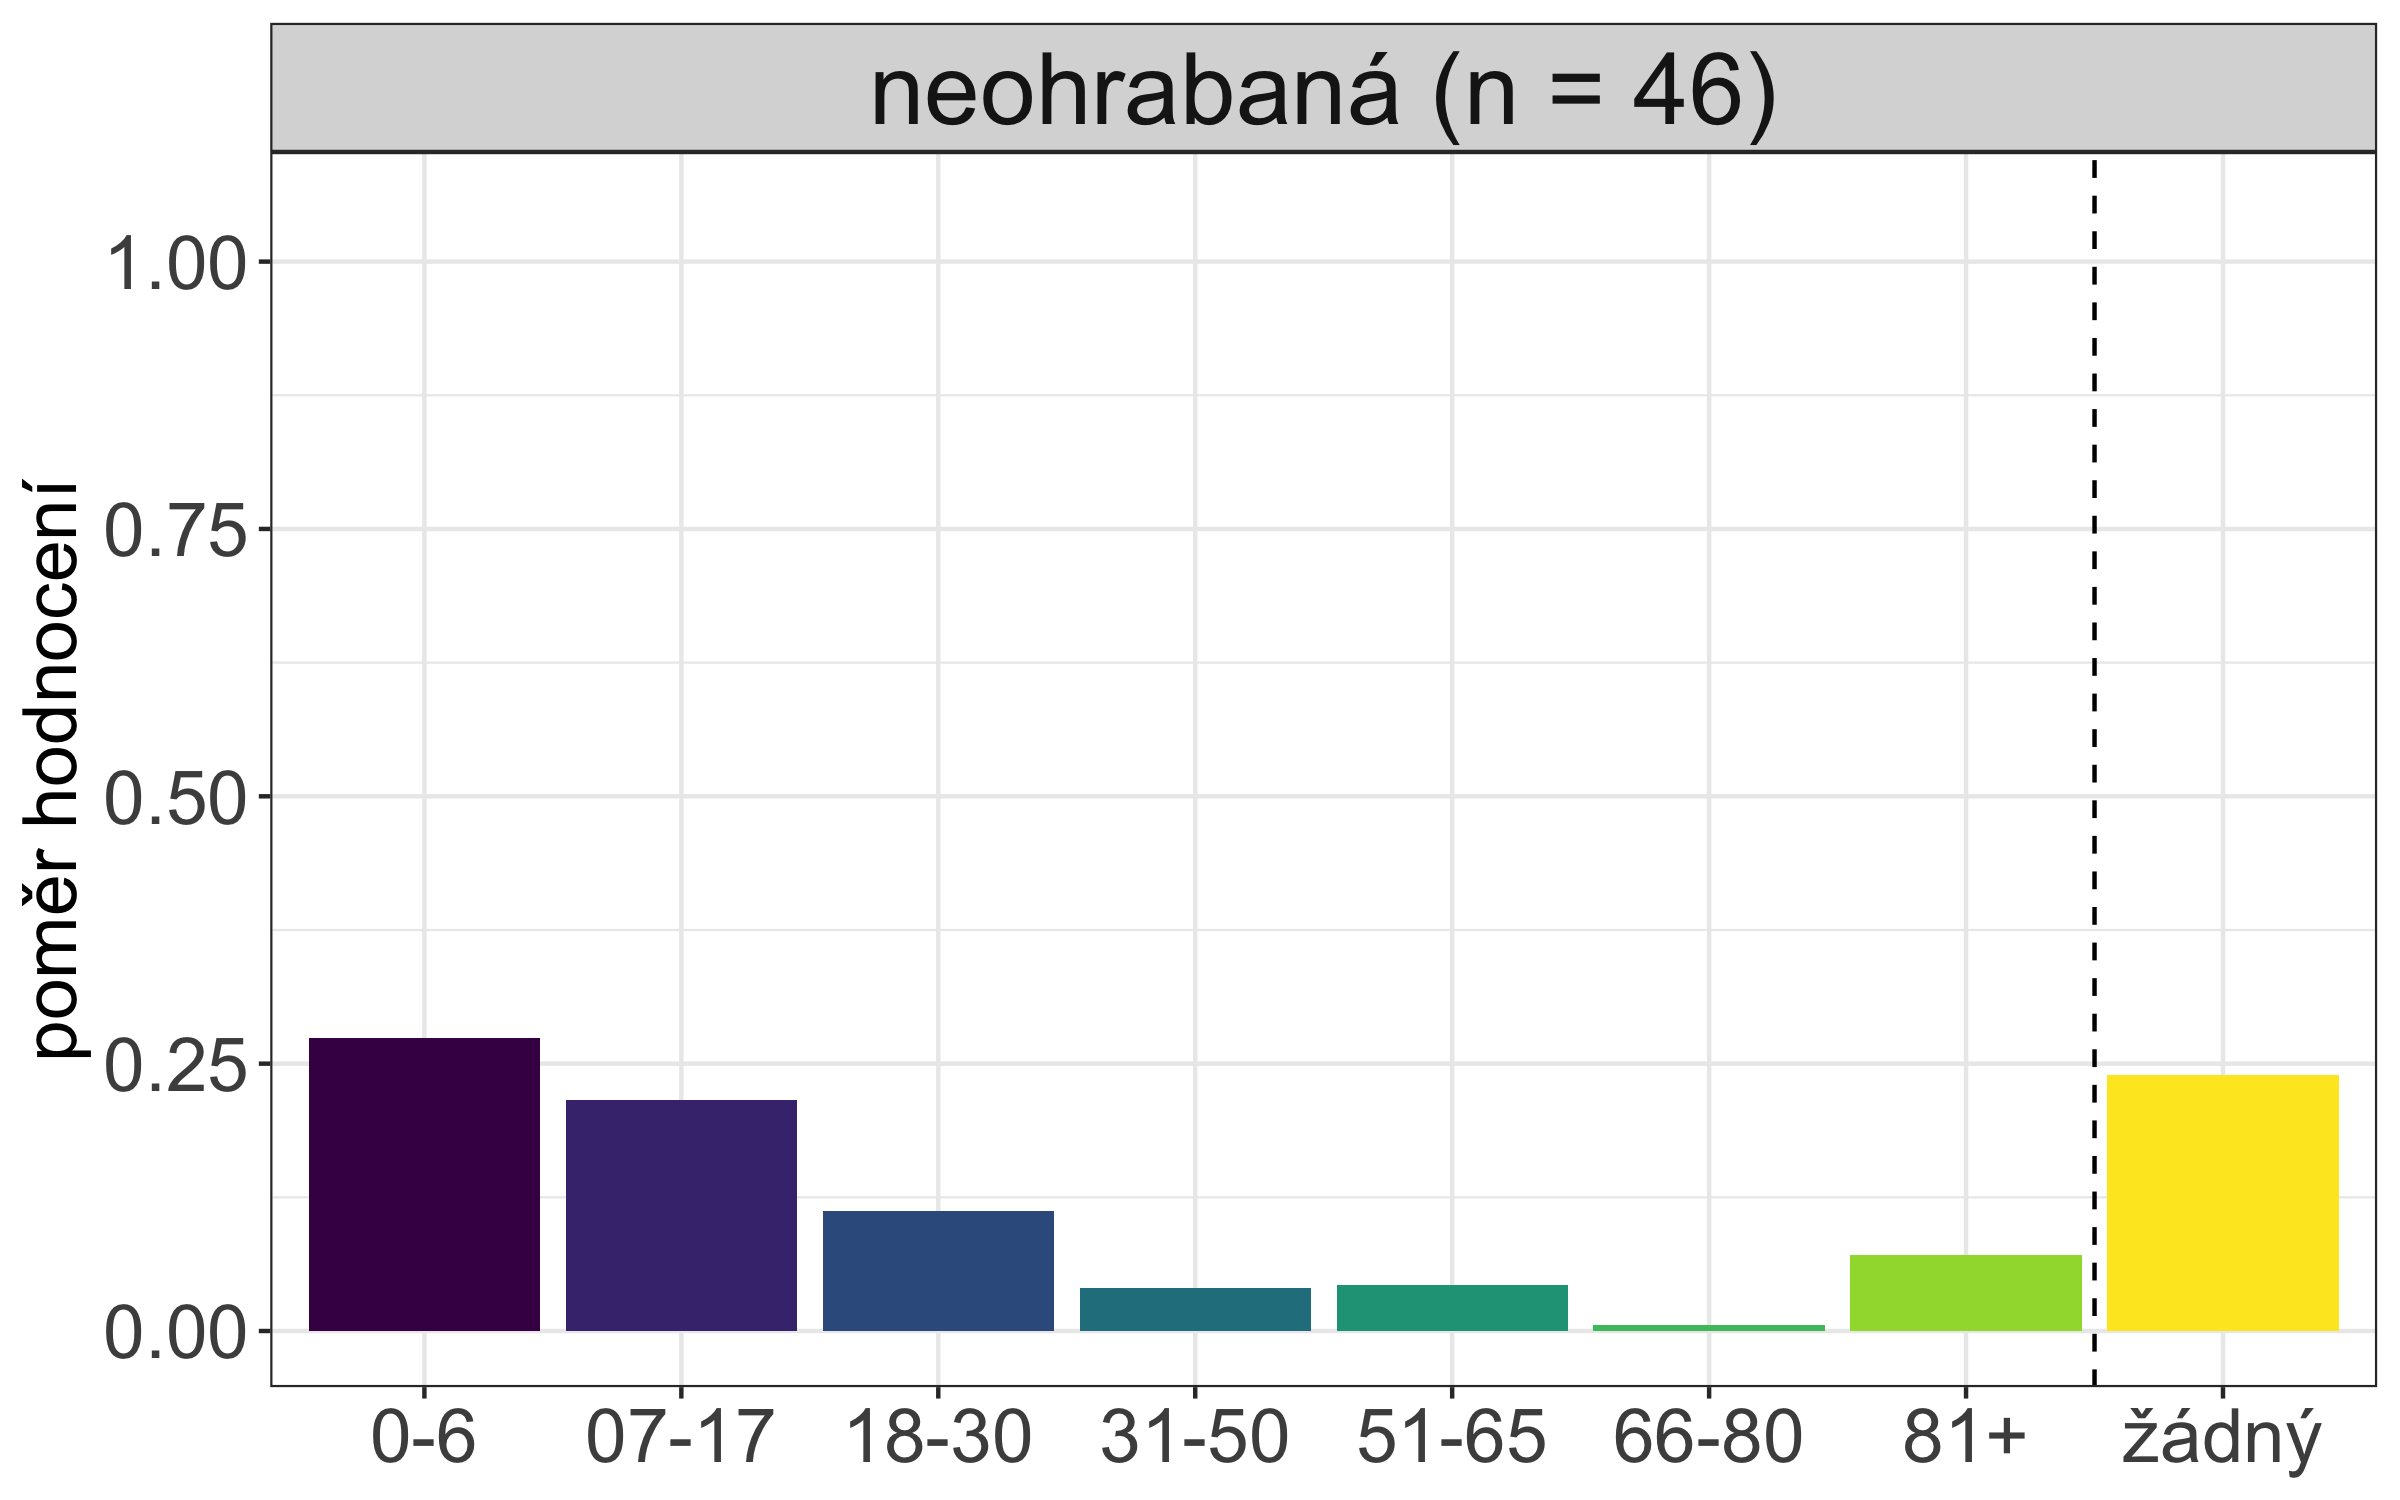 neohrabaná (n = 46)
poměr hodnocení
1.00
0.75
0.50
0.25
0.00
0-6 07-17 18-30 31-50 51-65 66-80 81+ žádný